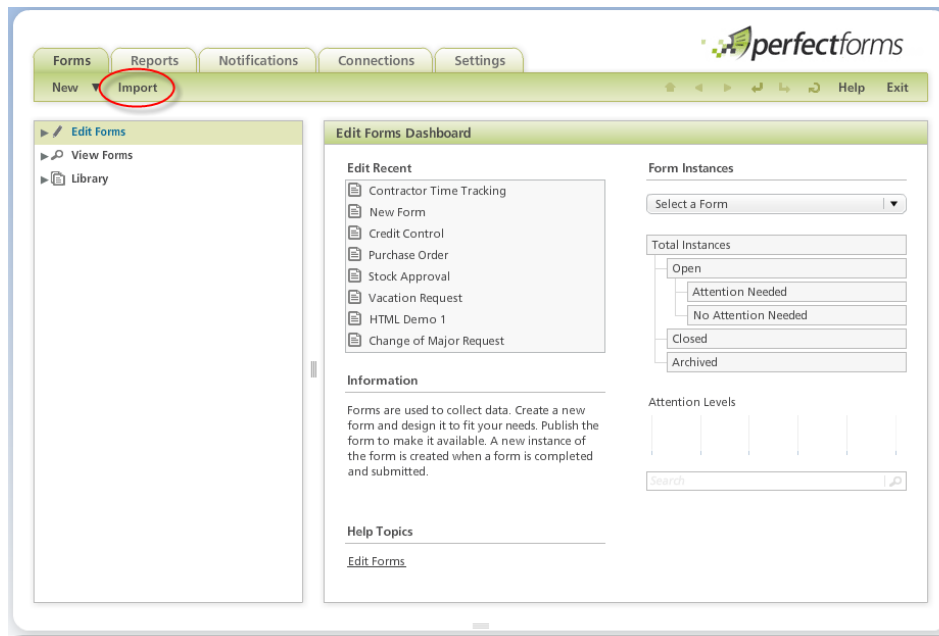 perfectforms
Forms Reports Notifications Connections Settings
New Import Help Exit
Edit Forms
View Forms
Library
Edit Forms Dashboard
Edit Recent
Contractor Time Tracking
New Form
Credit Control
Purchase Order
Stock Approval
Vacation Request
HTML Demo 1
Change of Major Request
Information
Forms are used to collect data. Create a new
form and design it to fit your needs. Publish the
form to make it available. A new instance of
the form is created when a form is completed
and submitted.
Help Topics
Edit Forms
Form Instances
Select a Form
Total Instances
Open
Attention Needed
No Attention Needed
Closed
Archived
Attention Levels
Search